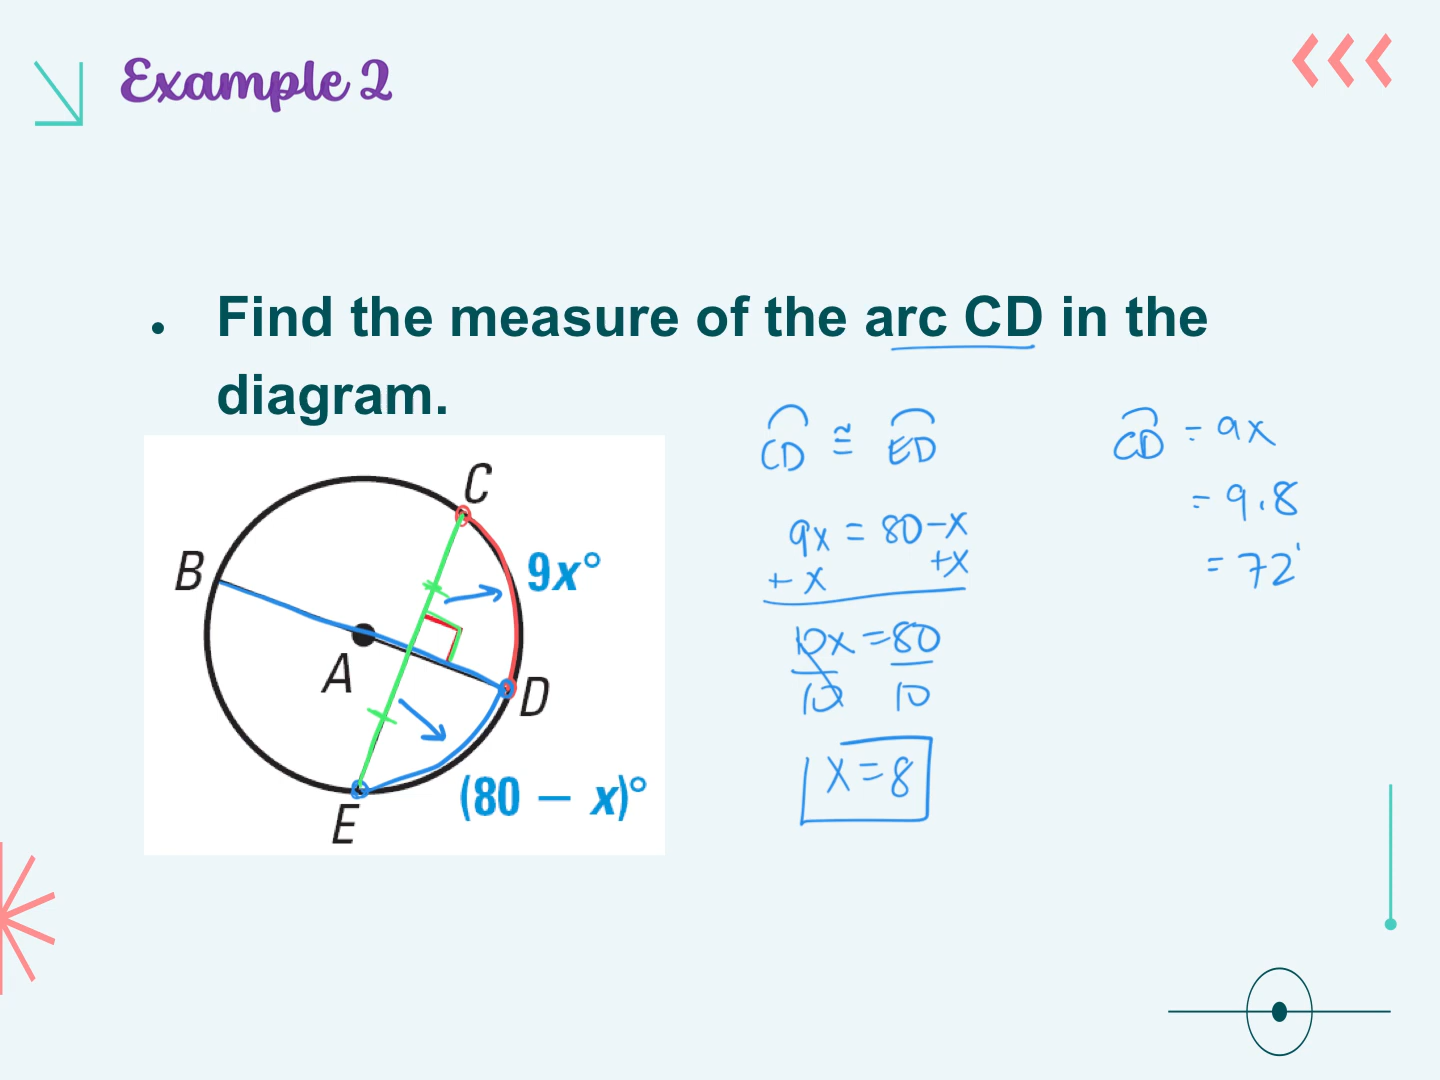 Example 2
• Find the measure of the arc CD in the
diagram.
C
B
9x°
A
D
(80 − x)°
E
CD ≅ ED
9x = 80-x
+ x +x
10x = 80
10 10
x = 8
CD = 9x
= 9.8
= 72°